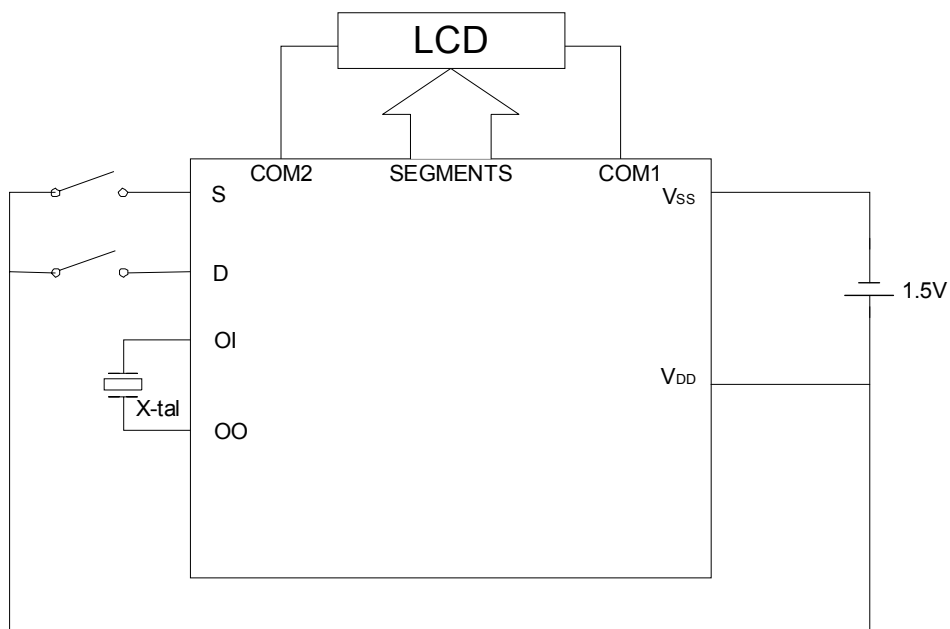 LCD
COM2 SEGMENTS COM1
S
VSS
D
1.5V
OI
VDD
X-tal
OO